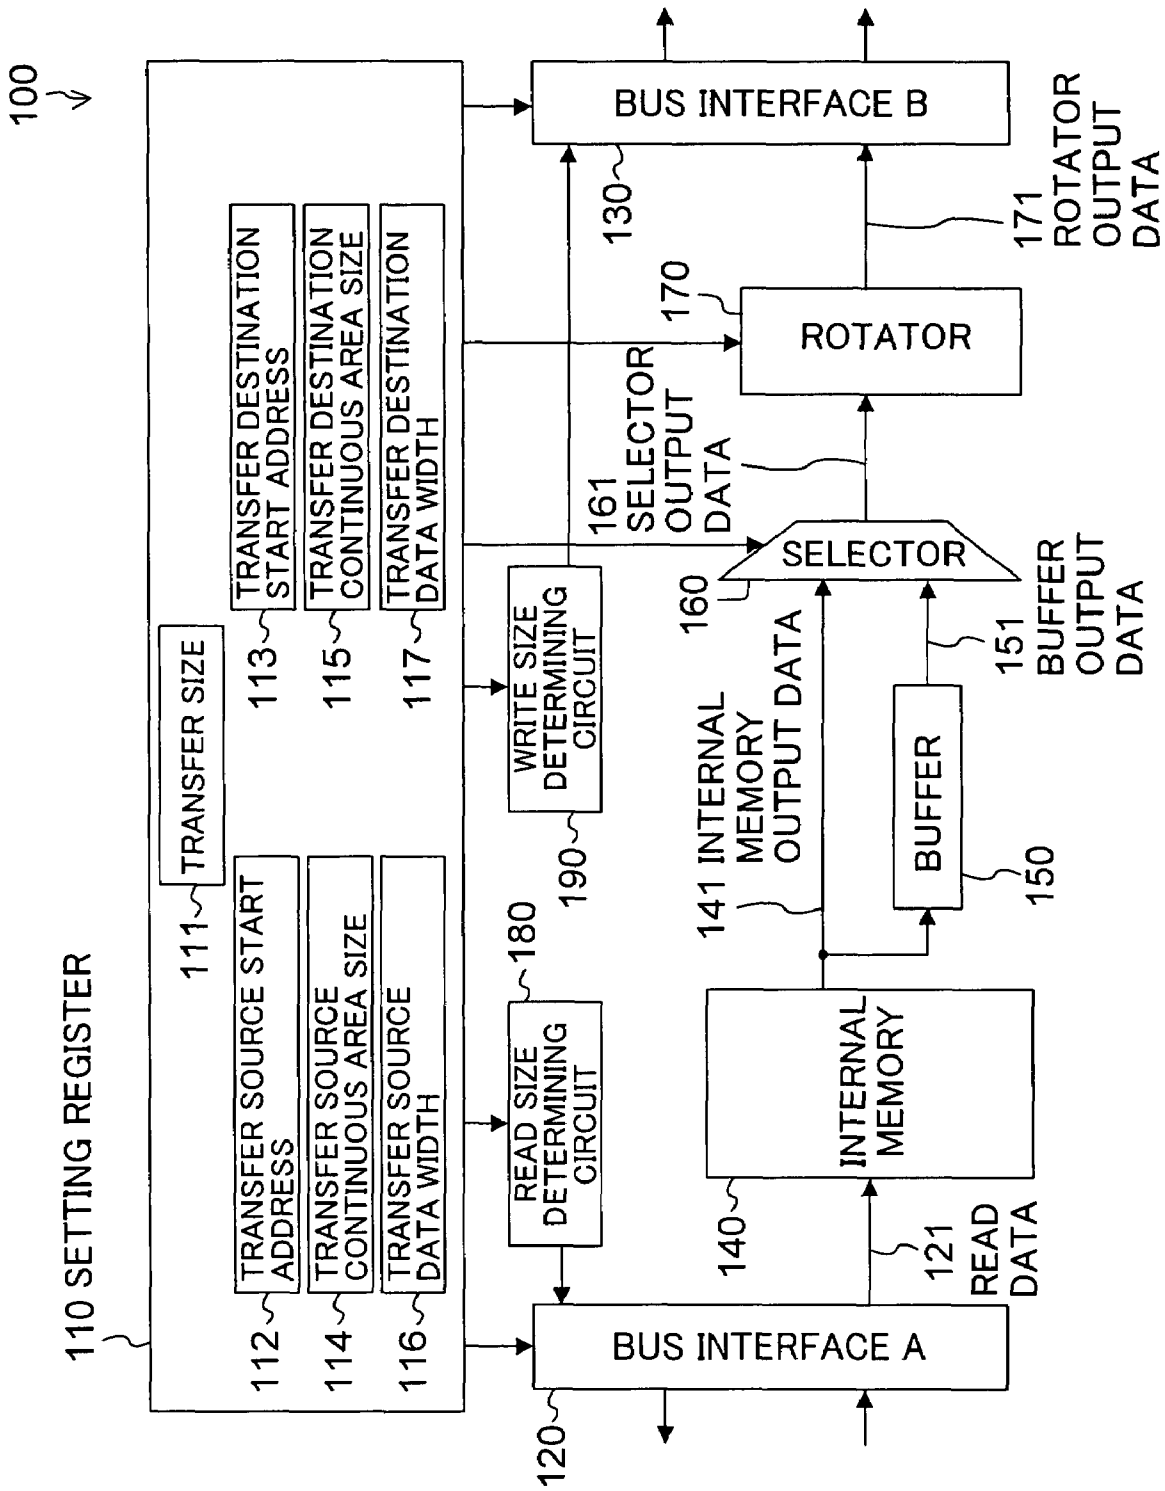 100
110 SETTING REGISTER
111
TRANSFER SIZE
112
TRANSFER SOURCE START
ADDRESS
114
TRANSFER SOURCE
CONTINUOUS AREA SIZE
116
TRANSFER SOURCE
DATA WIDTH
113
TRANSFER DESTINATION
START ADDRESS
115
TRANSFER DESTINATION
CONTINUOUS AREA SIZE
117
TRANSFER DESTINATION
DATA WIDTH
180
READ SIZE
DETERMINING
CIRCUIT
190
WRITE SIZE
DETERMINING
CIRCUIT
120
BUS INTERFACE A
121
READ
DATA
140
INTERNAL
MEMORY
141 INTERNAL
MEMORY
OUTPUT DATA
BUFFER
150
151
BUFFER
OUTPUT
DATA
160
SELECTOR
161
SELECTOR
OUTPUT
DATA
170
ROTATOR
171
ROTATOR
OUTPUT
DATA
130
BUS INTERFACE B